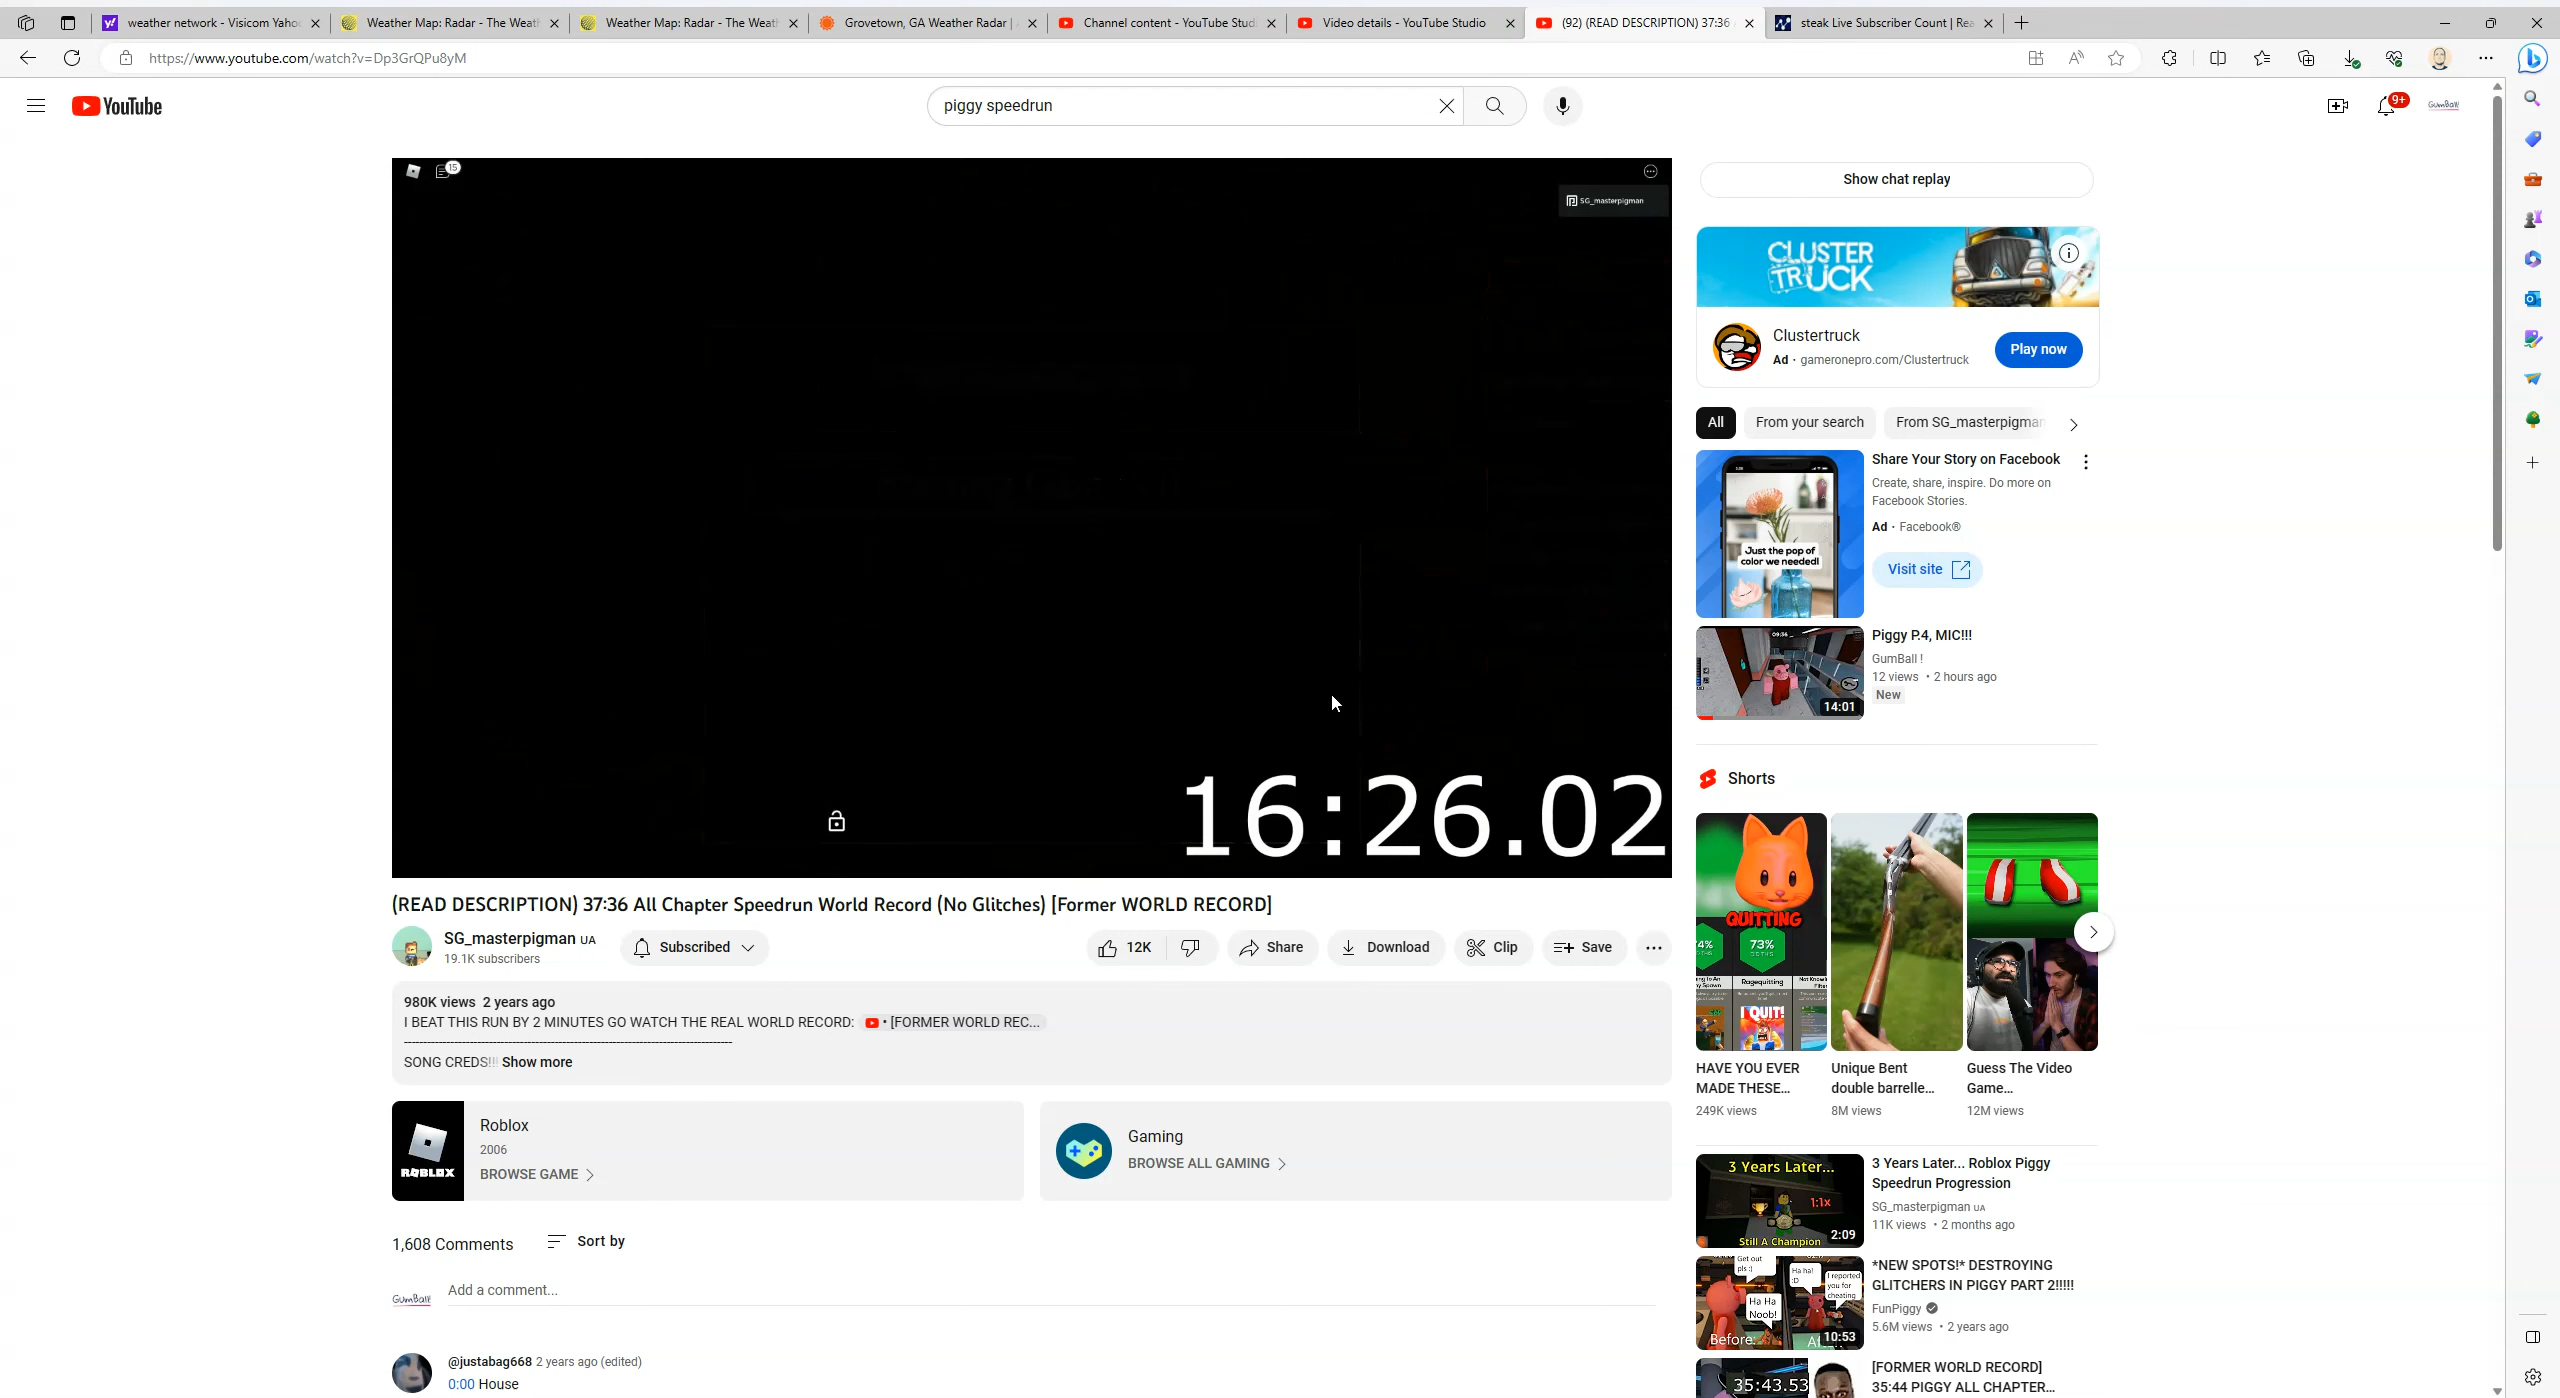 weather network - Visicom Yahoo
Weather Map: Radar - The Weath
Weather Map: Radar - The Weath
Grovetown, GA Weather Radar |
Channel content - YouTube Studi
Video details - YouTube Studio
(92) (READ DESCRIPTION) 37:36
steak Live Subscriber Count | Rea
https://www.youtube.com/watch?v=Dp3GrQPu8yM
YouTube
piggy speedrun
9+
GumBall
15
SG_masterpigman
16:26.02
(READ DESCRIPTION) 37:36 All Chapter Speedrun World Record (No Glitches) [Former WORLD RECORD]
SG_masterpigman UA
19.1K subscribers
Subscribed
12K
Share
Download
Clip
Save
980K views 2 years ago
I BEAT THIS RUN BY 2 MINUTES GO WATCH THE REAL WORLD RECORD: • [FORMER WORLD REC...
SONG CREDS!!! Show more
ROBLOX
Roblox
2006
BROWSE GAME
Gaming
BROWSE ALL GAMING
1,608 Comments
Sort by
GumBall
Add a comment...
@justabag668 2 years ago (edited)
0:00 House
Show chat replay
CLUSTER
TRUCK
Clustertruck
Ad · gameronepro.com/Clustertruck
Play now
All
From your search
From SG_masterpigman
Just the pop of
color we needed!
Share Your Story on Facebook
Create, share, inspire. Do more on
Facebook Stories.
Ad · Facebook®
Visit site
09:36
14:01
Piggy P.4, MIC!!!
GumBall !
12 views • 2 hours ago
New
Shorts
QUITTING
74%
73%
Ragequitting
I QUIT!
HAVE YOU EVER
MADE THESE...
249K views
Unique Bent
double barrelle...
8M views
Guess The Video
Game...
12M views
3 Years Later...
1:1x
Still A Champion
2:09
3 Years Later... Roblox Piggy
Speedrun Progression
SG_masterpigman UA
11K views • 2 months ago
Get out
pls :)
Ha ha!
:D
I reported
you for
cheating
Ha Ha
Noob!
Before:
10:53
*NEW SPOTS!* DESTROYING
GLITCHERS IN PIGGY PART 2!!!!!
FunPiggy
5.6M views • 2 years ago
35:43.53
[FORMER WORLD RECORD]
35:44 PIGGY ALL CHAPTER...